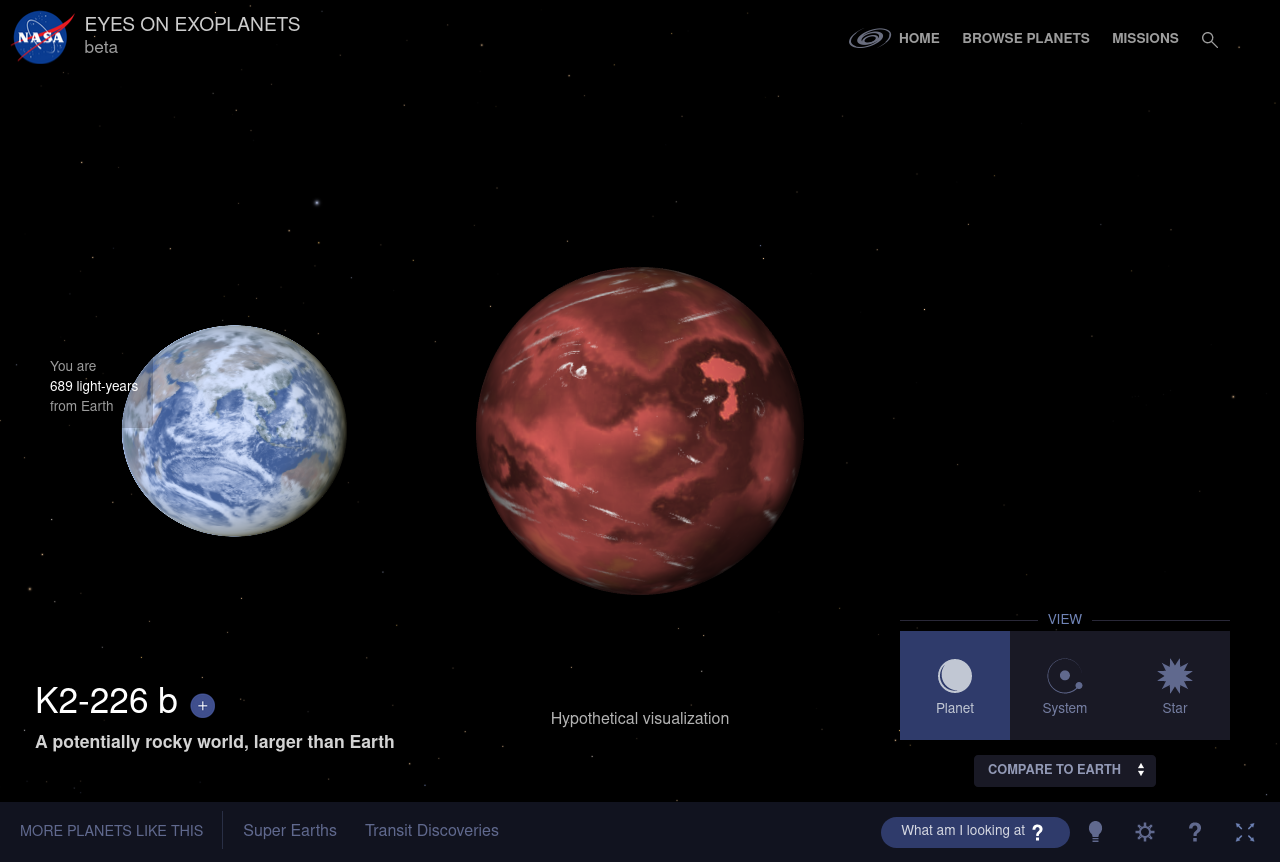 NASA
EYES ON EXOPLANETS
beta
HOME
BROWSE PLANETS
MISSIONS
You are
689 light-years
from Earth
VIEW
Planet
System
Star
K2-226 b +
A potentially rocky world, larger than Earth
Hypothetical visualization
COMPARE TO EARTH
MORE PLANETS LIKE THIS
Super Earths
Transit Discoveries
What am I looking at ?
?